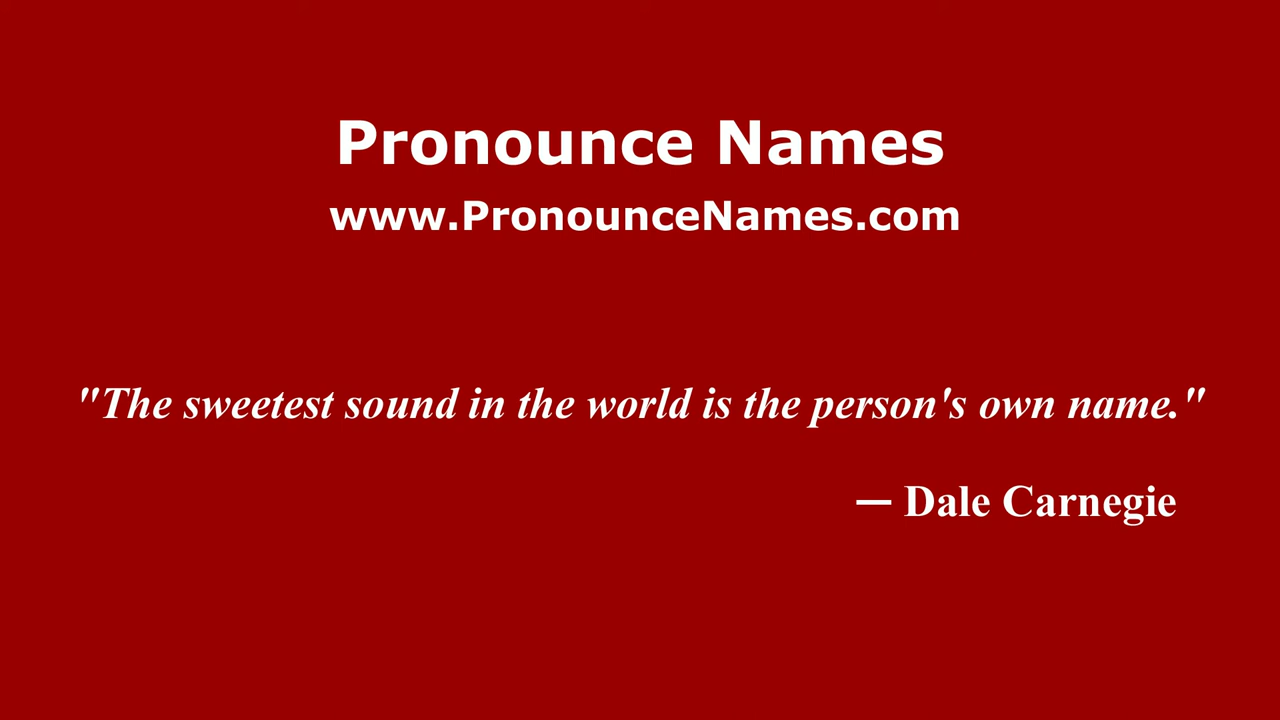 Pronounce Names
www.PronounceNames.com
"The sweetest sound in the world is the person's own name."
— Dale Carnegie